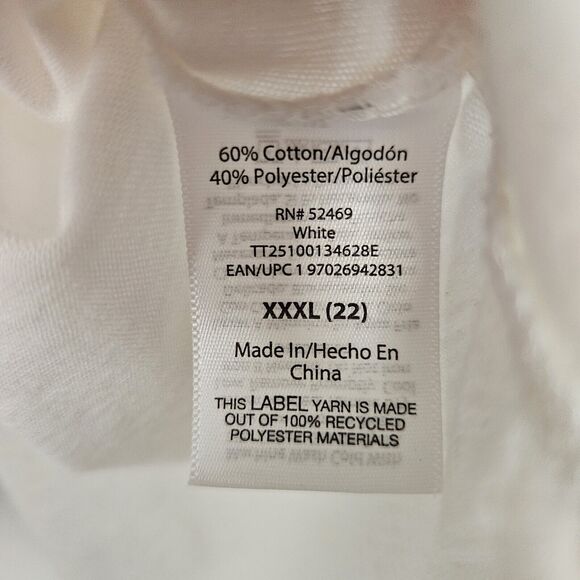 60% Cotton/Algodón
40% Polyester/Poliéster
RN# 52469
White
TT25100134628E
EAN/UPC 1 97026942831
XXXL (22)
Made In/Hecho En
China
THIS LABEL YARN IS MADE
OUT OF 100% RECYCLED
POLYESTER MATERIALS